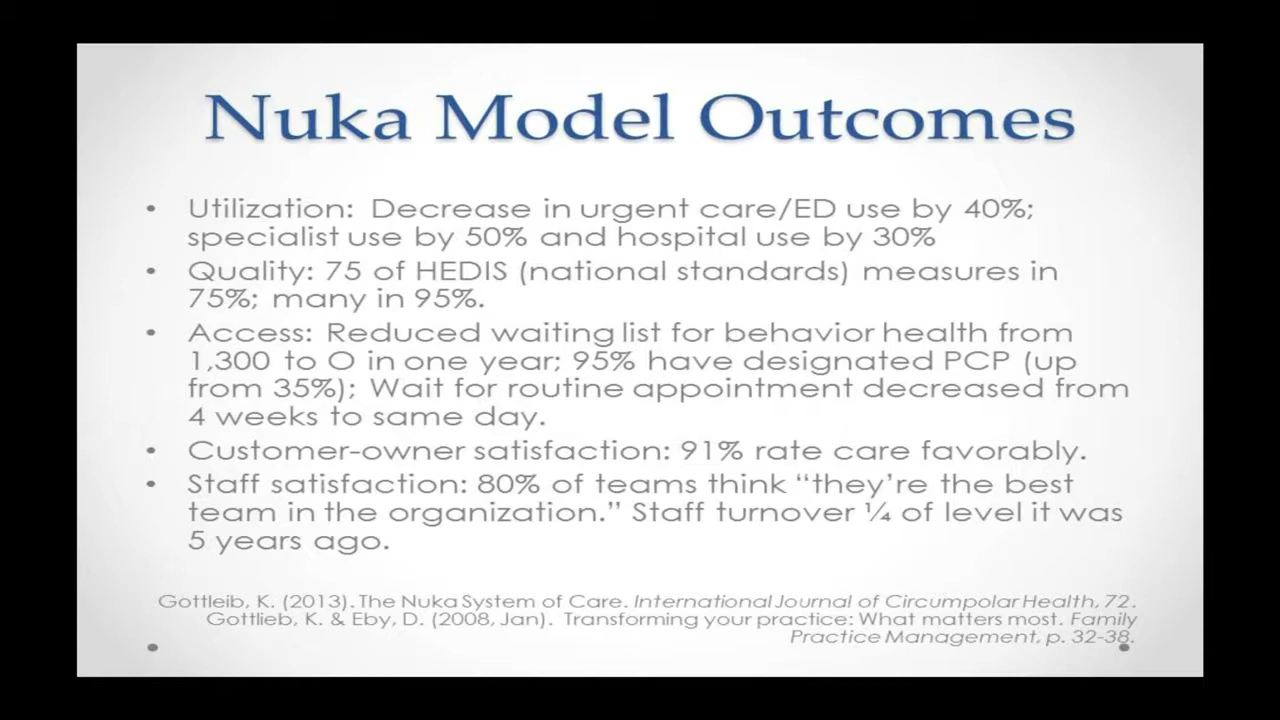 Nuka Model Outcomes
• Utilization: Decrease in urgent care/ED use by 40%;
specialist use by 50% and hospital use by 30%
• Quality: 75 of HEDIS (national standards) measures in
75%; many in 95%.
• Access: Reduced waiting list for behavior health from
1,300 to O in one year; 95% have designated PCP (up
from 35%); Wait for routine appointment decreased from
4 weeks to same day.
• Customer-owner satisfaction: 91% rate care favorably.
• Staff satisfaction: 80% of teams think “they’re the best
team in the organization.” Staff turnover ¼ of level it was
5 years ago.
Gottleib, K. (2013). The Nuka System of Care. International Journal of Circumpolar Health, 72.
Gottlieb, K. & Eby, D. (2008, Jan). Transforming your practice: What matters most. Family
Practice Management, p. 32-38.